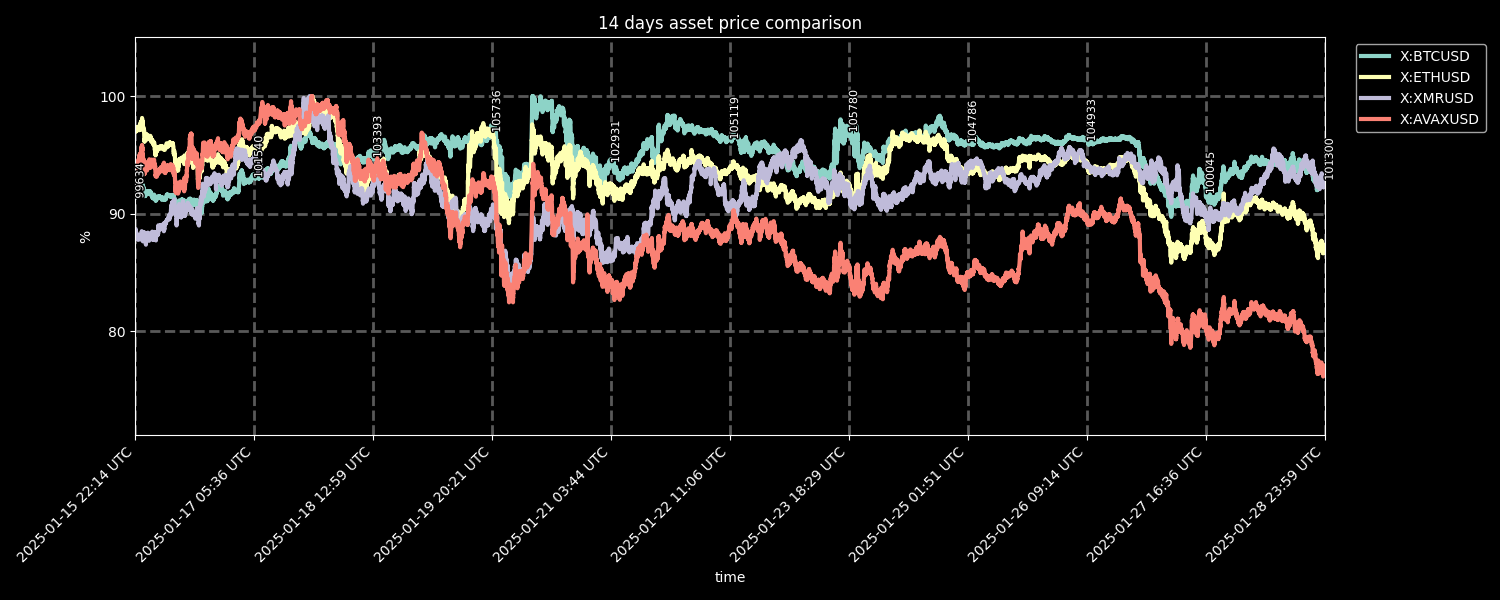 14 days asset price comparison
X:BTCUSD
X:ETHUSD
X:XMRUSD
X:AVAXUSD
100
90
80
%
101540
103393
105736
102931
105119
105780
104786
104933
100045
101300
2025-01-15 22:14 UTC
2025-01-17 05:36 UTC
2025-01-18 12:59 UTC
2025-01-19 20:21 UTC
2025-01-21 03:44 UTC
2025-01-22 11:06 UTC
2025-01-23 18:29 UTC
2025-01-25 01:51 UTC
2025-01-26 09:14 UTC
2025-01-27 16:36 UTC
2025-01-28 23:59 UTC
time